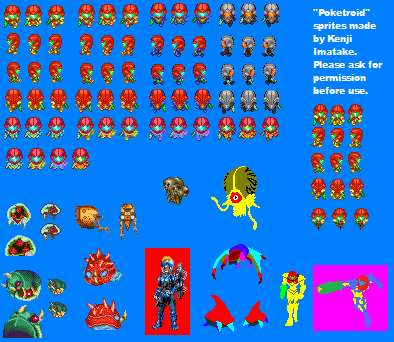 "Poketroid"
sprites made
by Kenji
Imatake.
Please ask for
permission
before use.